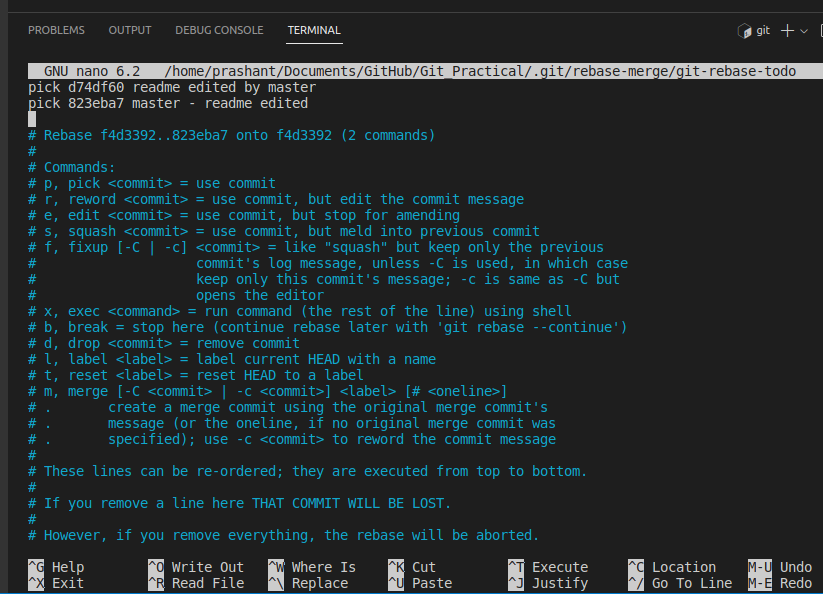 PROBLEMS OUTPUT DEBUG CONSOLE TERMINAL git
GNU nano 6.2 /home/prashant/Documents/GitHub/Git_Practical/.git/rebase-merge/git-rebase-todo
pick d74df60 readme edited by master
pick 823eba7 master - readme edited
# Rebase f4d3392..823eba7 onto f4d3392 (2 commands)
#
# Commands:
# p, pick <commit> = use commit
# r, reword <commit> = use commit, but edit the commit message
# e, edit <commit> = use commit, but stop for amending
# s, squash <commit> = use commit, but meld into previous commit
# f, fixup [-C | -c] <commit> = like "squash" but keep only the previous
#                    commit's log message, unless -C is used, in which case
#                    keep only this commit's message; -c is same as -C but
#                    opens the editor
# x, exec <command> = run command (the rest of the line) using shell
# b, break = stop here (continue rebase later with 'git rebase --continue')
# d, drop <commit> = remove commit
# l, label <label> = label current HEAD with a name
# t, reset <label> = reset HEAD to a label
# m, merge [-C <commit> | -c <commit>] <label> [# <oneline>]
# .       create a merge commit using the original merge commit's
# .       message (or the oneline, if no original merge commit was
# .       specified); use -c <commit> to reword the commit message
#
# These lines can be re-ordered; they are executed from top to bottom.
#
# If you remove a line here THAT COMMIT WILL BE LOST.
#
# However, if you remove everything, the rebase will be aborted.
^G Help ^O Write Out ^W Where Is ^K Cut ^T Execute ^C Location M-U Undo
^X Exit ^R Read File ^\ Replace ^U Paste ^J Justify ^/ Go To Line M-E Redo